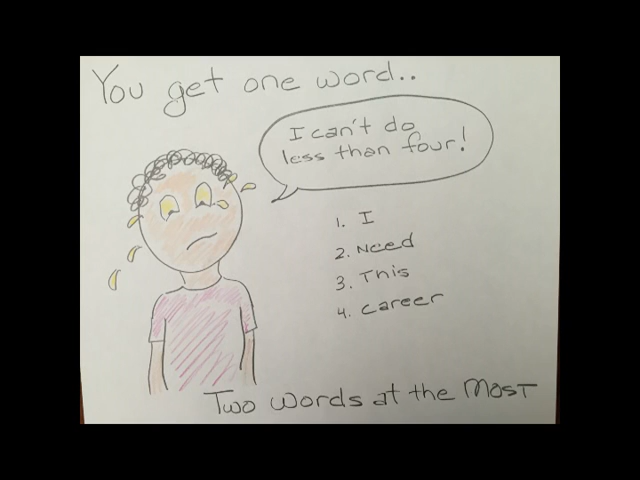 You get one word..
I can't do
less than four!
1. I
2. Need
3. This
4. career
Two words at the Most